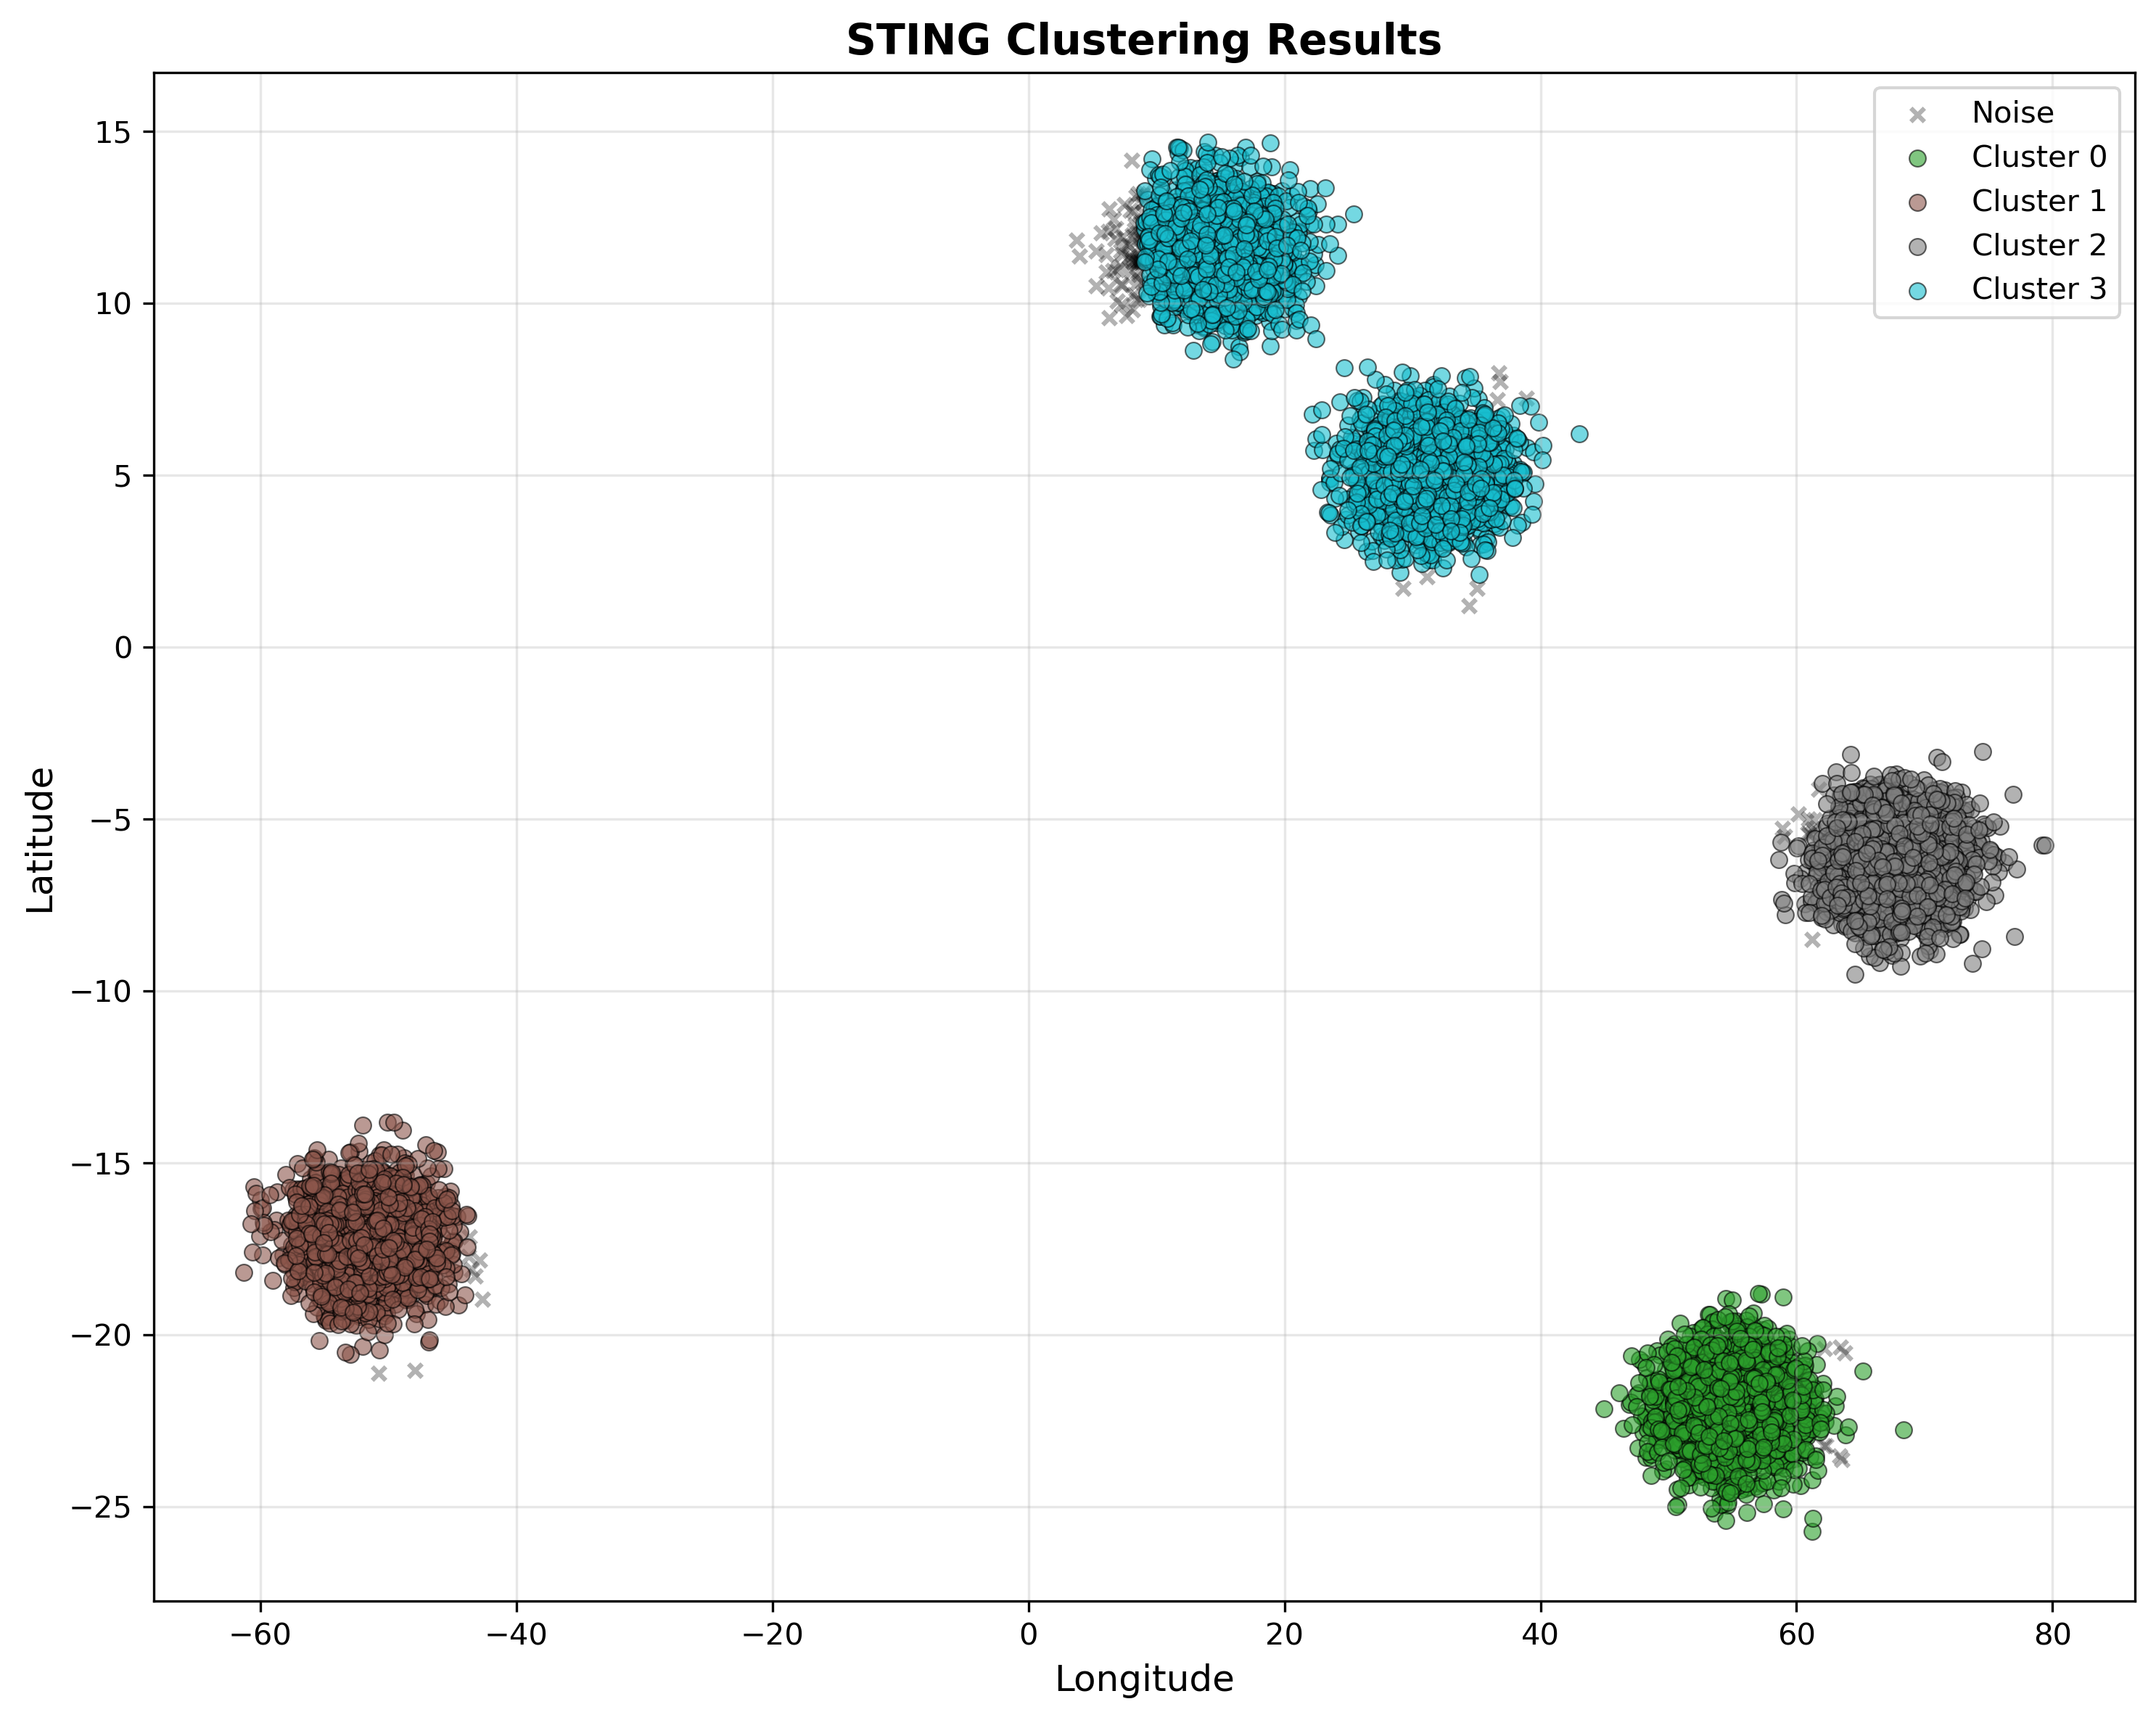 STING Clustering Results
Noise
Cluster 0
Cluster 1
Cluster 2
Cluster 3
Latitude
15
10
5
0
−5
−10
−15
−20
−25
−60
−40
−20
0
20
40
60
80
Longitude